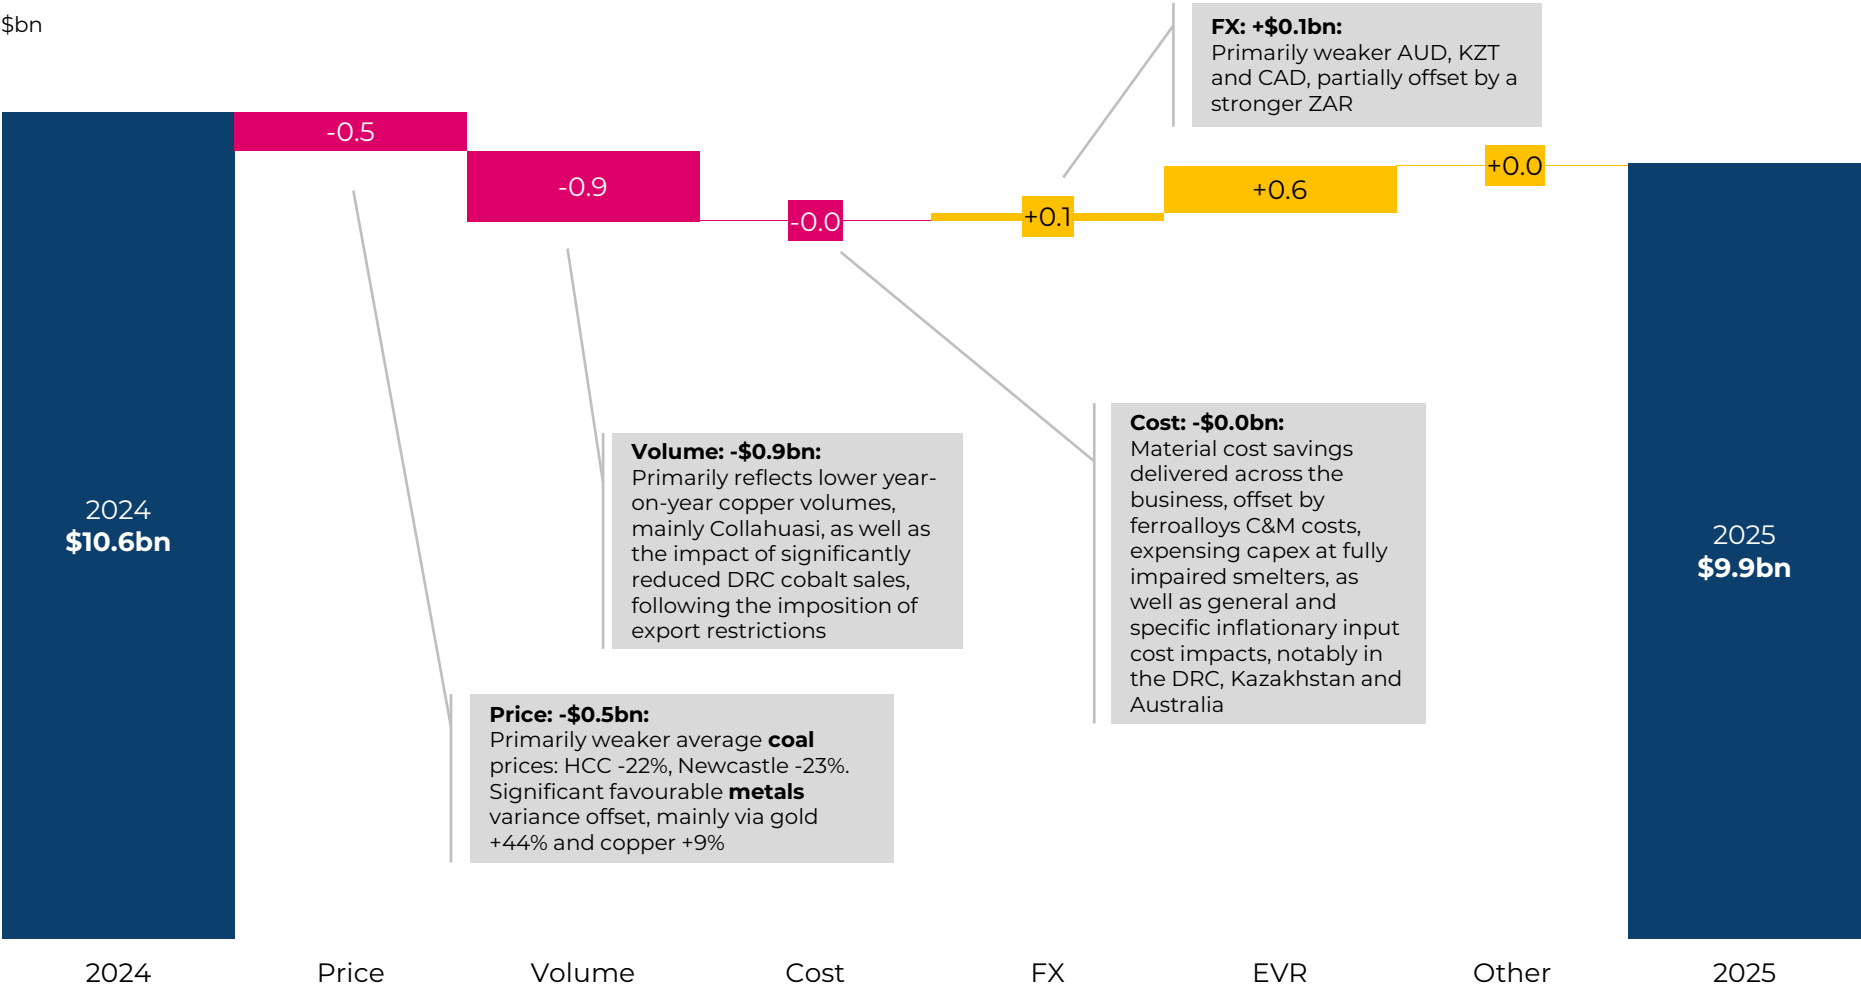 $bn
FX: +$0.1bn:
Primarily weaker AUD, KZT
and CAD, partially offset by a
stronger ZAR
-0.5
-0.9
-0.0
+0.1
+0.6
+0.0
2024
$10.6bn
2025
$9.9bn
Volume: -$0.9bn:
Primarily reflects lower year-
on-year copper volumes,
mainly Collahuasi, as well as
the impact of significantly
reduced DRC cobalt sales,
following the imposition of
export restrictions
Cost: -$0.0bn:
Material cost savings
delivered across the
business, offset by
ferroalloys C&M costs,
expensing capex at fully
impaired smelters, as
well as general and
specific inflationary input
cost impacts, notably in
the DRC, Kazakhstan and
Australia
Price: -$0.5bn:
Primarily weaker average coal
prices: HCC -22%, Newcastle -23%.
Significant favourable metals
variance offset, mainly via gold
+44% and copper +9%
2024
Price
Volume
Cost
FX
EVR
Other
2025